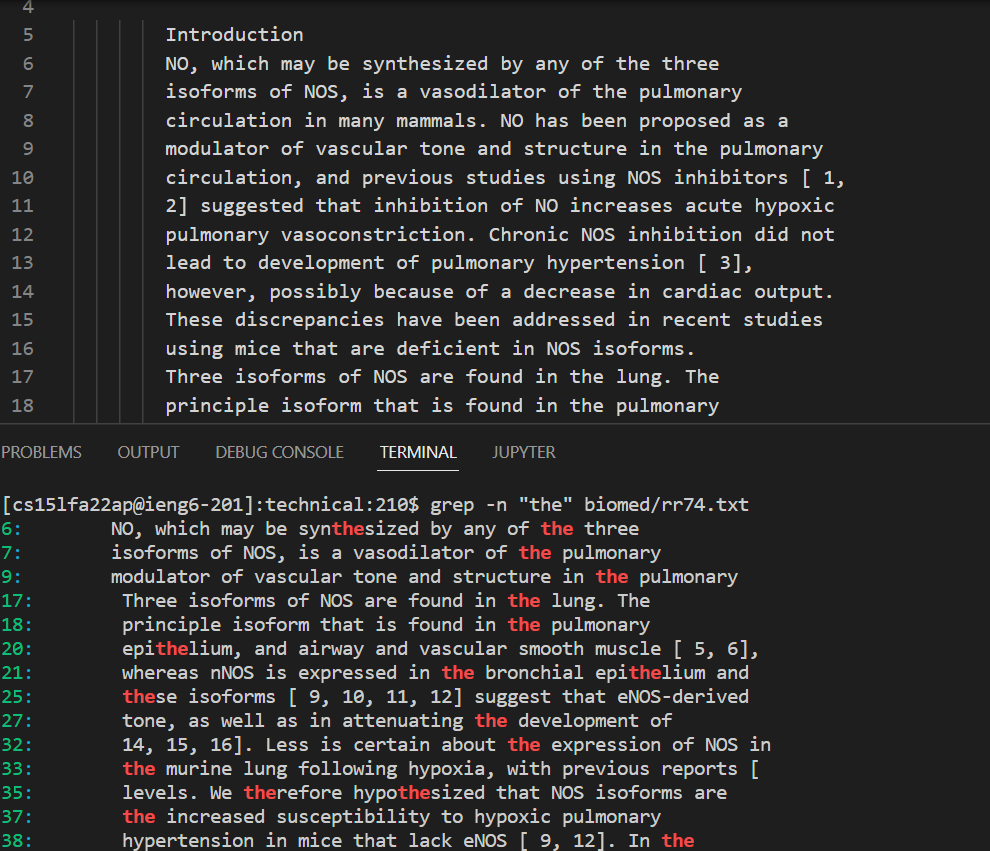 4
5 Introduction
6 NO, which may be synthesized by any of the three
7 isoforms of NOS, is a vasodilator of the pulmonary
8 circulation in many mammals. NO has been proposed as a
9 modulator of vascular tone and structure in the pulmonary
10 circulation, and previous studies using NOS inhibitors [ 1,
11 2] suggested that inhibition of NO increases acute hypoxic
12 pulmonary vasoconstriction. Chronic NOS inhibition did not
13 lead to development of pulmonary hypertension [ 3],
14 however, possibly because of a decrease in cardiac output.
15 These discrepancies have been addressed in recent studies
16 using mice that are deficient in NOS isoforms.
17 Three isoforms of NOS are found in the lung. The
18 principle isoform that is found in the pulmonary
PROBLEMS OUTPUT DEBUG CONSOLE TERMINAL JUPYTER
[cs15lfa22ap@ieng6-201]:technical:210$ grep -n "the" biomed/rr74.txt
6: NO, which may be synthesized by any of the three
7: isoforms of NOS, is a vasodilator of the pulmonary
9: modulator of vascular tone and structure in the pulmonary
17: Three isoforms of NOS are found in the lung. The
18: principle isoform that is found in the pulmonary
20: epithelium, and airway and vascular smooth muscle [ 5, 6],
21: whereas nNOS is expressed in the bronchial epithelium and
25: these isoforms [ 9, 10, 11, 12] suggest that eNOS-derived
27: tone, as well as in attenuating the development of
32: 14, 15, 16]. Less is certain about the expression of NOS in
33: the murine lung following hypoxia, with previous reports [
35: levels. We therefore hypothesized that NOS isoforms are
37: the increased susceptibility to hypoxic pulmonary
38: hypertension in mice that lack eNOS [ 9, 12]. In the